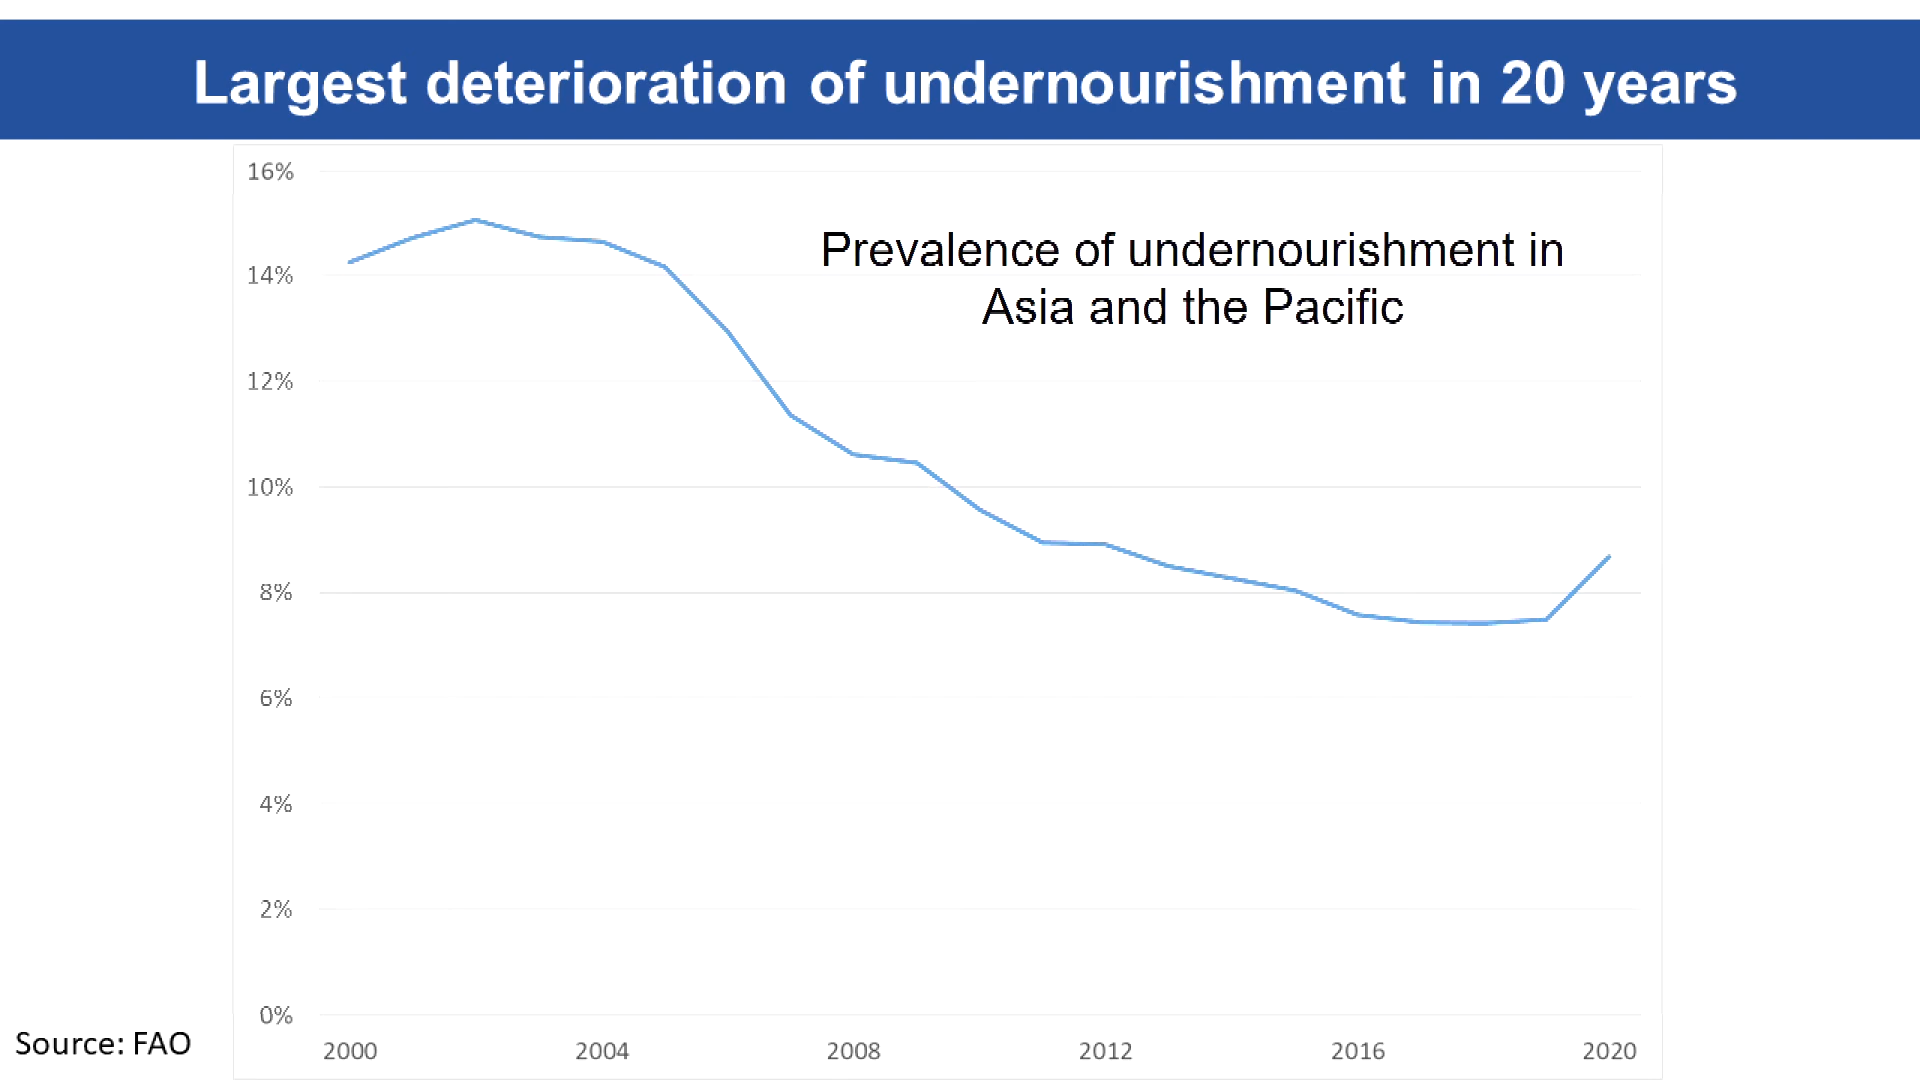 Largest deterioration of undernourishment in 20 years
Prevalence of undernourishment in
Asia and the Pacific
16%
14%
12%
10%
8%
6%
4%
2%
0%
2000 2004 2008 2012 2016 2020
Source: FAO